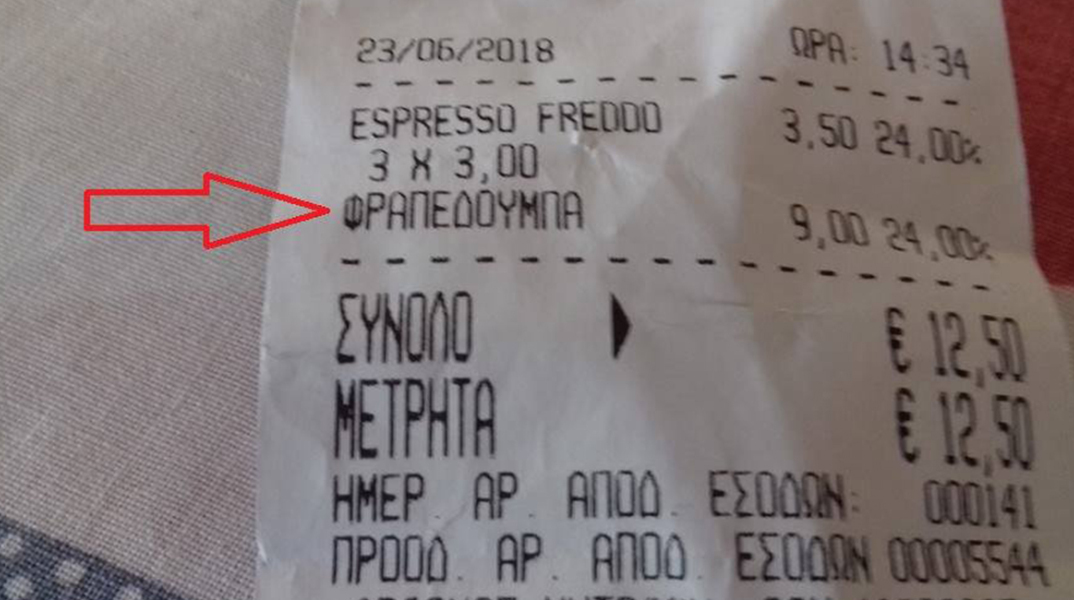 23/06/2018 ΩΡΑ: 14:34
ESPRESSO FREDDO 3,50 24,00%
3 X 3,00
ΦΡΑΠΕΔΟΥΜΠΑ 9,00 24,00%
ΣΥΝΟΛΟ € 12,50
ΜΕΤΡΗΤΑ € 12,50
ΗΜΕΡ. ΑΡ. ΑΠΟΔ. ΕΣΟΔΩΝ: 000141
ΠΡΟΟΔ. ΑΡ. ΑΠΟΔ. ΕΣΟΔΩΝ 00005544